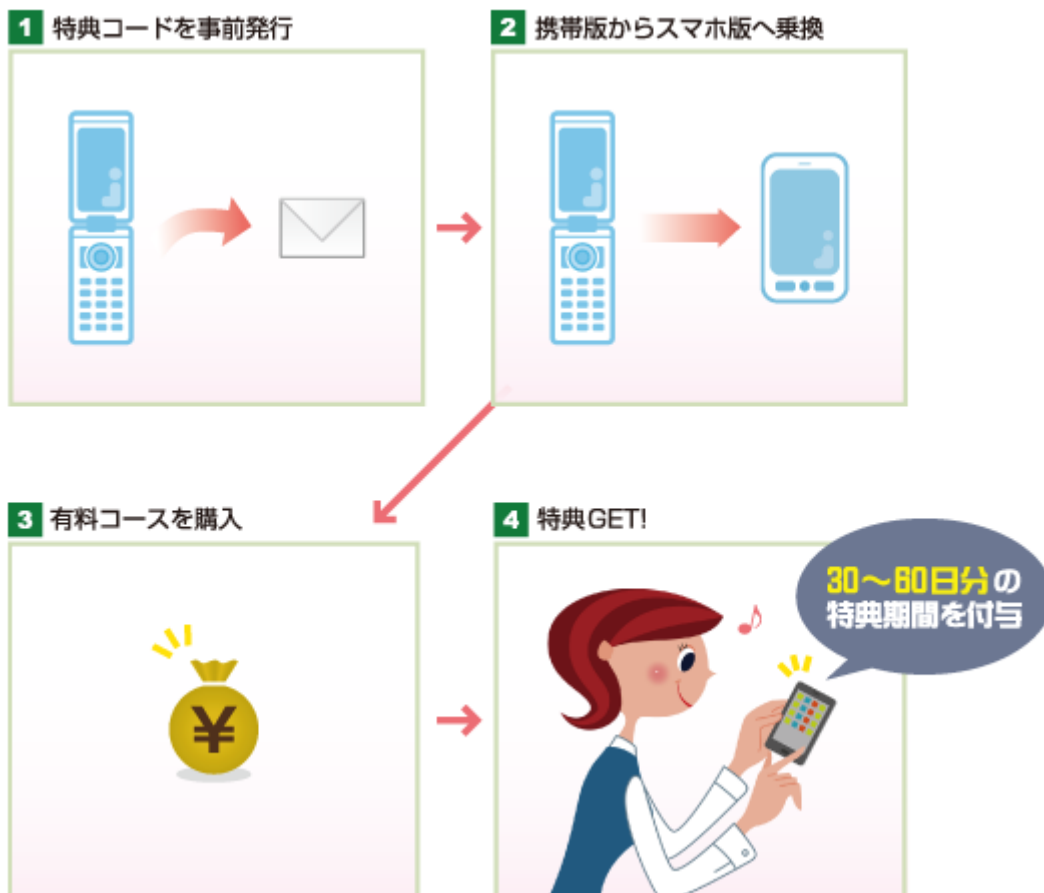 1 特典コードを事前発行
2 携帯版からスマホ版へ乗換
3 有料コースを購入
¥
4 特典GET!
30〜60日分の
特典期間を付与